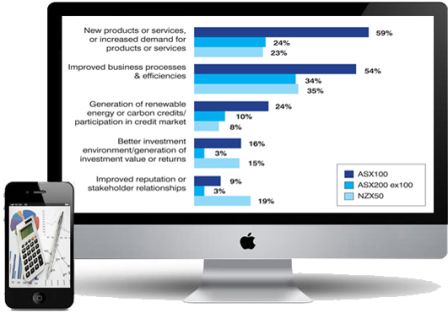 New products or services,
or increased demand for
products or services
59%
24%
23%
Improved business processes
& efficiencies
54%
34%
35%
Generation of renewable
energy or carbon credits/
participation in credit market
24%
10%
8%
Better investment
environment/generation of
investment value or returns
16%
3%
15%
Improved reputation or
stakeholder relationships
9%
3%
19%
ASX100
ASX200 ex100
NZX50